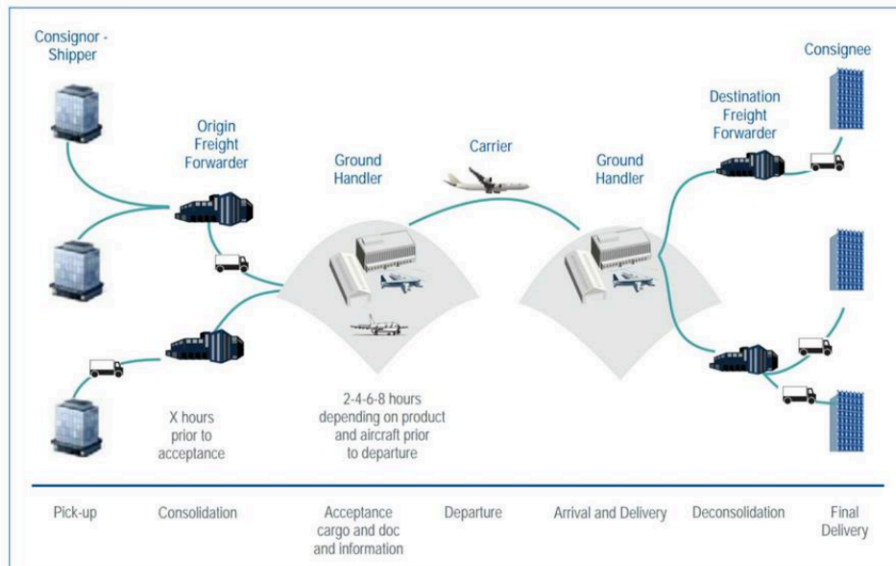 Consignor -
Shipper
Consignee
Origin
Freight
Forwarder
Destination
Freight
Forwarder
Ground
Handler
Carrier
Ground
Handler
X hours
prior to
acceptance
2-4-6-8 hours
depending on product
and aircraft prior
to departure
Pick-up
Consolidation
Acceptance
cargo and doc
and information
Departure
Arrival and Delivery
Deconsolidation
Final
Delivery